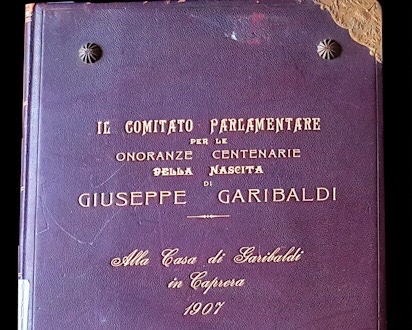 IL COMITATO PARLAMENTARE
PER LE
ONORANZE CENTENARIE
DELLA NASCITA
DI
GIUSEPPE GARIBALDI
Alla Casa di Garibaldi
in Caprera
1907